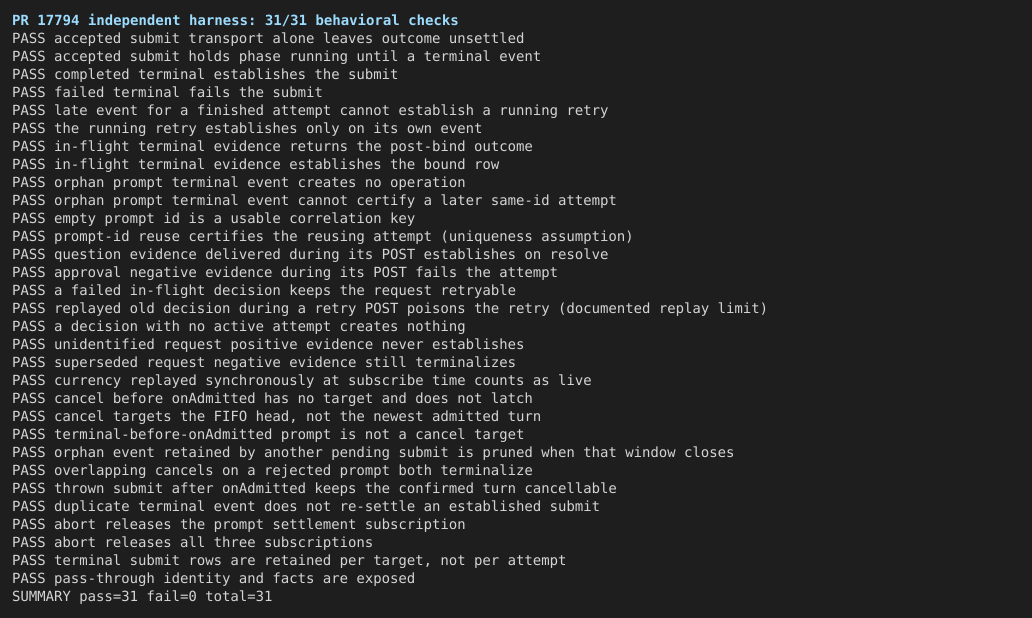 PR 17794 independent harness: 31/31 behavioral checks
PASS accepted submit transport alone leaves outcome unsettled
PASS accepted submit holds phase running until a terminal event
PASS completed terminal establishes the submit
PASS failed terminal fails the submit
PASS late event for a finished attempt cannot establish a running retry
PASS the running retry establishes only on its own event
PASS in-flight terminal evidence returns the post-bind outcome
PASS in-flight terminal evidence establishes the bound row
PASS orphan prompt terminal event creates no operation
PASS orphan prompt terminal event cannot certify a later same-id attempt
PASS empty prompt id is a usable correlation key
PASS prompt-id reuse certifies the reusing attempt (uniqueness assumption)
PASS question evidence delivered during its POST establishes on resolve
PASS approval negative evidence during its POST fails the attempt
PASS a failed in-flight decision keeps the request retryable
PASS replayed old decision during a retry POST poisons the retry (documented replay limit)
PASS a decision with no active attempt creates nothing
PASS unidentified request positive evidence never establishes
PASS superseded request negative evidence still terminalizes
PASS currency replayed synchronously at subscribe time counts as live
PASS cancel before onAdmitted has no target and does not latch
PASS cancel targets the FIFO head, not the newest admitted turn
PASS terminal-before-onAdmitted prompt is not a cancel target
PASS orphan event retained by another pending submit is pruned when that window closes
PASS overlapping cancels on a rejected prompt both terminalize
PASS thrown submit after onAdmitted keeps the confirmed turn cancellable
PASS duplicate terminal event does not re-settle an established submit
PASS abort releases the prompt settlement subscription
PASS abort releases all three subscriptions
PASS terminal submit rows are retained per target, not per attempt
PASS pass-through identity and facts are exposed
SUMMARY pass=31 fail=0 total=31